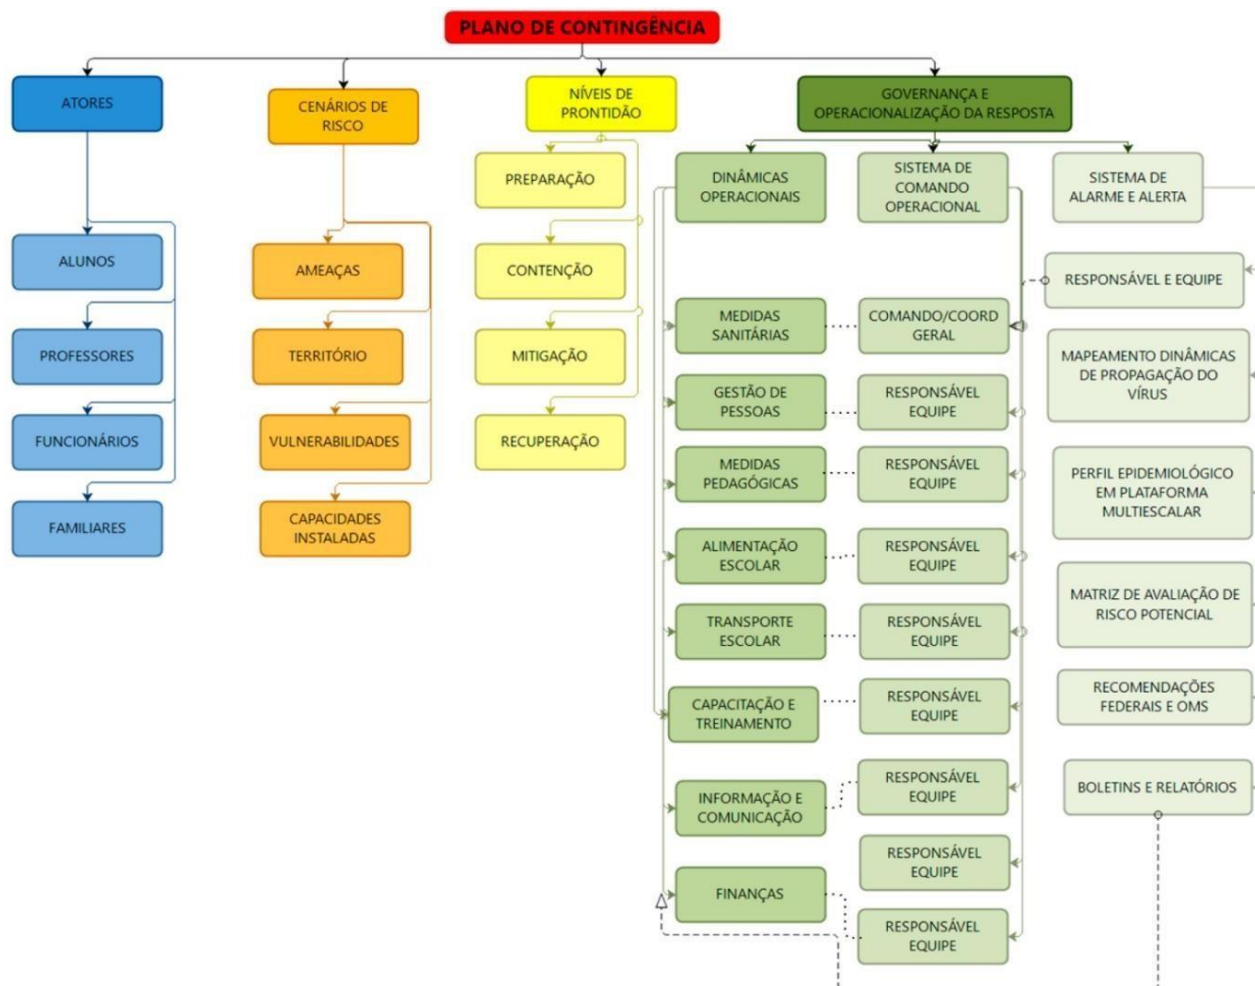 PLANO DE CONTINGÊNCIA
ATORES
ALUNOS
PROFESSORES
FUNCIONÁRIOS
FAMILIARES
CENÁRIOS DE
RISCO
AMEAÇAS
TERRITÓRIO
VULNERABILIDADES
CAPACIDADES
INSTALADAS
NÍVEIS DE
PRONTIDÃO
PREPARAÇÃO
CONTENÇÃO
MITIGAÇÃO
RECUPERAÇÃO
GOVERNANÇA E
OPERACIONALIZAÇÃO DA RESPOSTA
DINÂMICAS
OPERACIONAIS
MEDIDAS
SANITÁRIAS
GESTÃO DE
PESSOAS
MEDIDAS
PEDAGÓGICAS
ALIMENTAÇÃO
ESCOLAR
TRANSPORTE
ESCOLAR
CAPACITAÇÃO E
TREINAMENTO
INFORMAÇÃO E
COMUNICAÇÃO
FINANÇAS
SISTEMA DE
COMANDO
OPERACIONAL
COMANDO/COORD
GERAL
RESPONSÁVEL
EQUIPE
RESPONSÁVEL
EQUIPE
RESPONSÁVEL
EQUIPE
RESPONSÁVEL
EQUIPE
RESPONSÁVEL
EQUIPE
RESPONSÁVEL
EQUIPE
RESPONSÁVEL
EQUIPE
RESPONSÁVEL
EQUIPE
SISTEMA DE
ALARME E ALERTA
RESPONSÁVEL E EQUIPE
MAPEAMENTO DINÂMICAS
DE PROPAGAÇÃO DO
VÍRUS
PERFIL EPIDEMIOLÓGICO
EM PLATAFORMA
MULTIESCALAR
MATRIZ DE AVALIAÇÃO DE
RISCO POTENCIAL
RECOMENDAÇÕES
FEDERAIS E OMS
BOLETINS E RELATÓRIOS